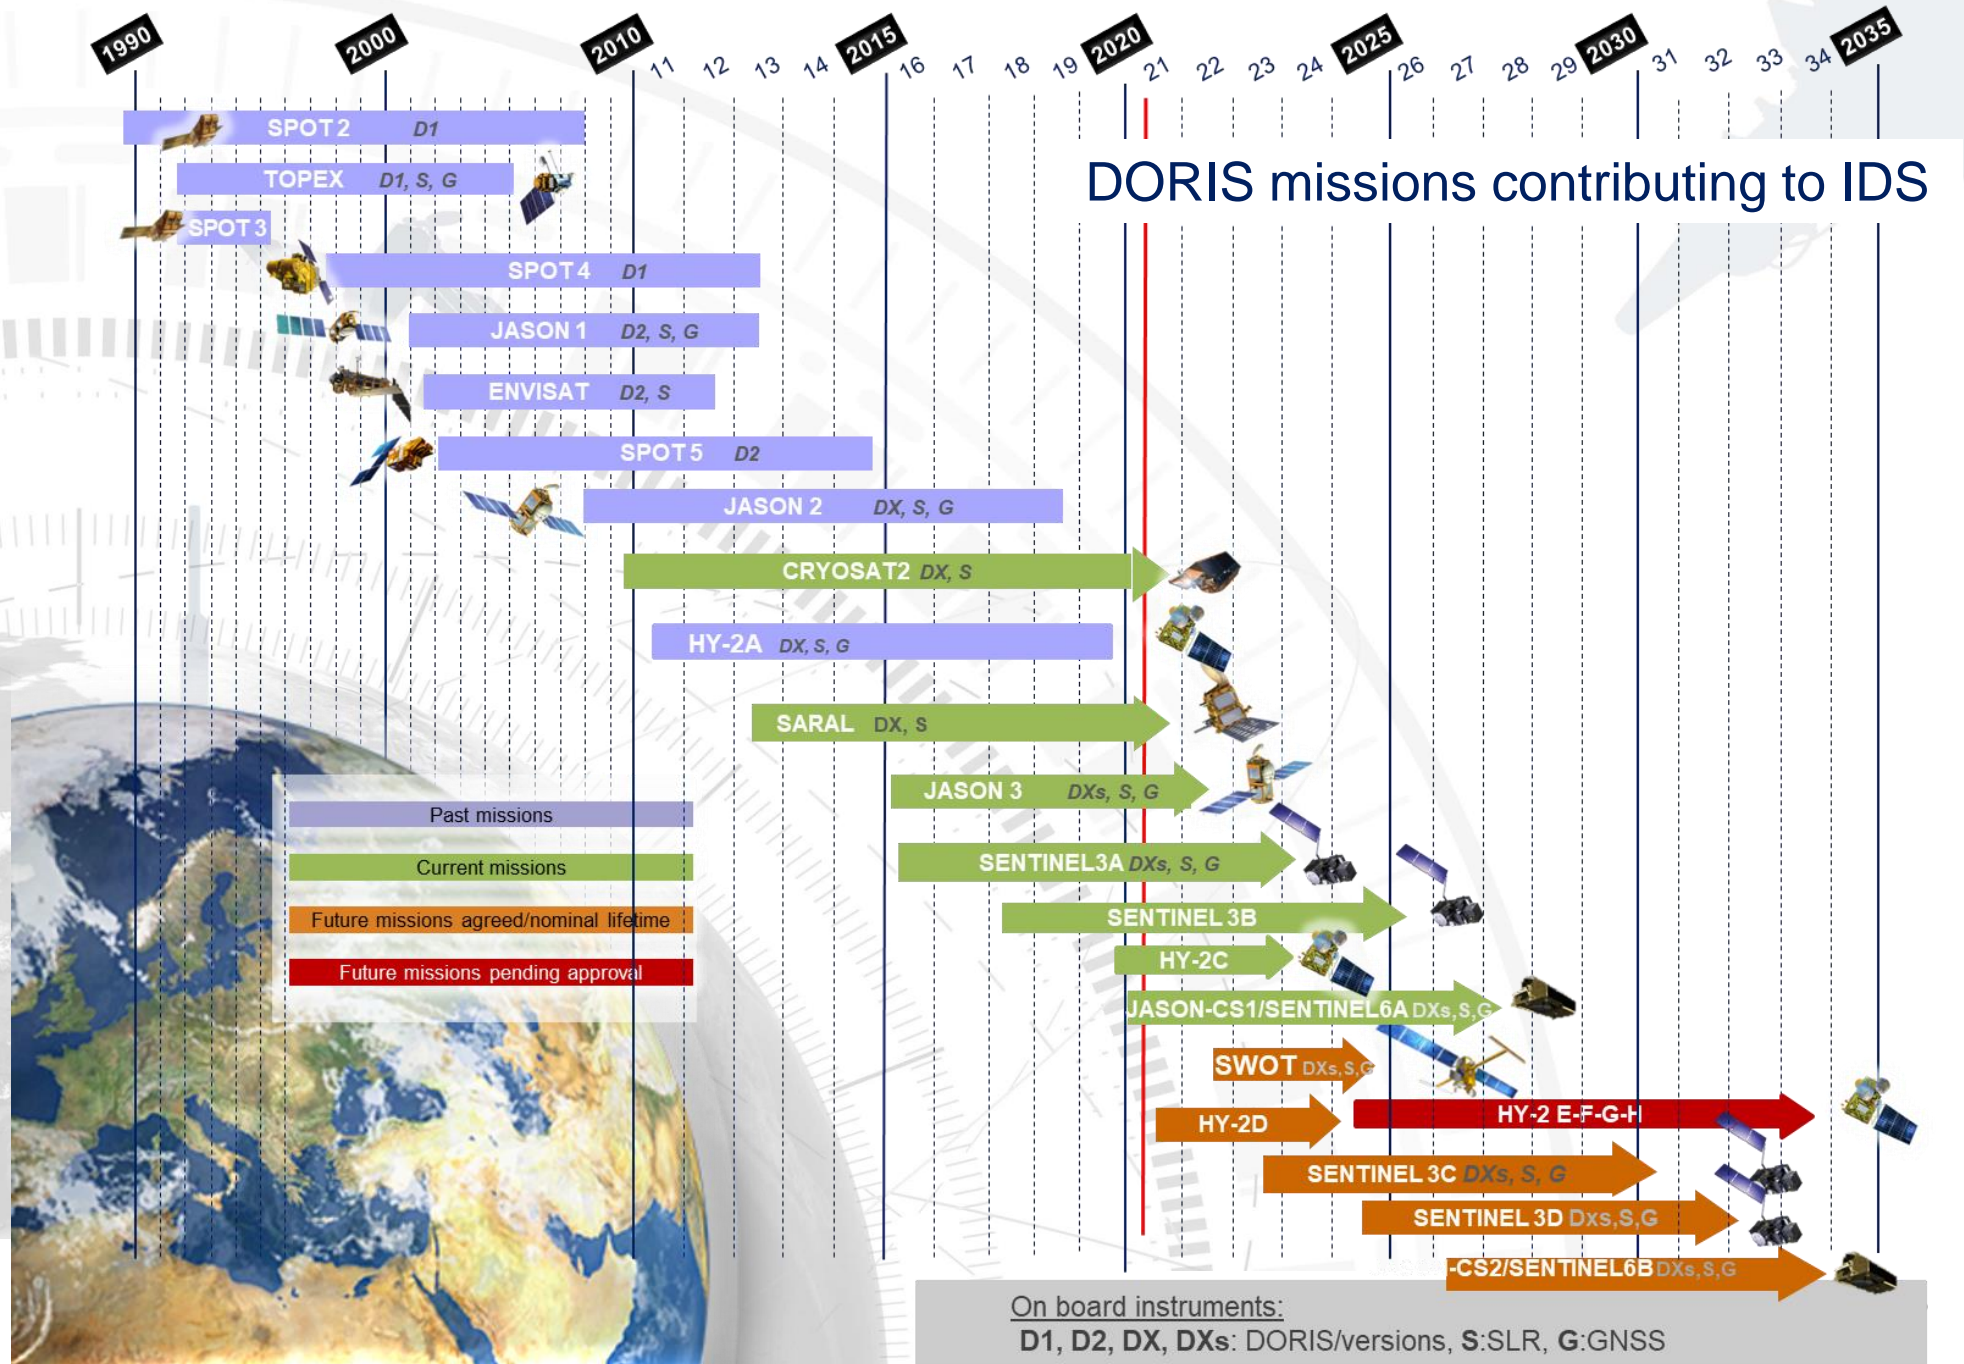 1990 2000 2010 11 12 13 14 2015 16 17 18 19 2020 21 22 23 24 2025 26 27 28 29 2030 31 32 33 34 2035
SPOT 2 D1
DORIS missions contributing to IDS
TOPEX D1, S, G
SPOT 3
SPOT 4 D1
JASON 1 D2, S, G
ENVISAT D2, S
SPOT 5 D2
JASON 2 DX, S, G
CRYOSAT2 DX, S
HY-2A DX, S, G
SARAL DX, S
JASON 3 DXs, S, G
Past missions
SENTINEL3A DXs, S, G
Current missions
SENTINEL 3B
Future missions agreed/nominal lifetime
HY-2C
Future missions pending approval
JASON-CS1/SENTINEL6A DXs,S,G
SWOT DXs,S,G
HY-2 E-F-G-H
HY-2D
SENTINEL 3C DXs, S, G
SENTINEL 3D Dxs,S,G
-CS2/SENTINEL6B DXs,S,G
On board instruments:
D1, D2, DX, DXs: DORIS/versions, S:SLR, G:GNSS